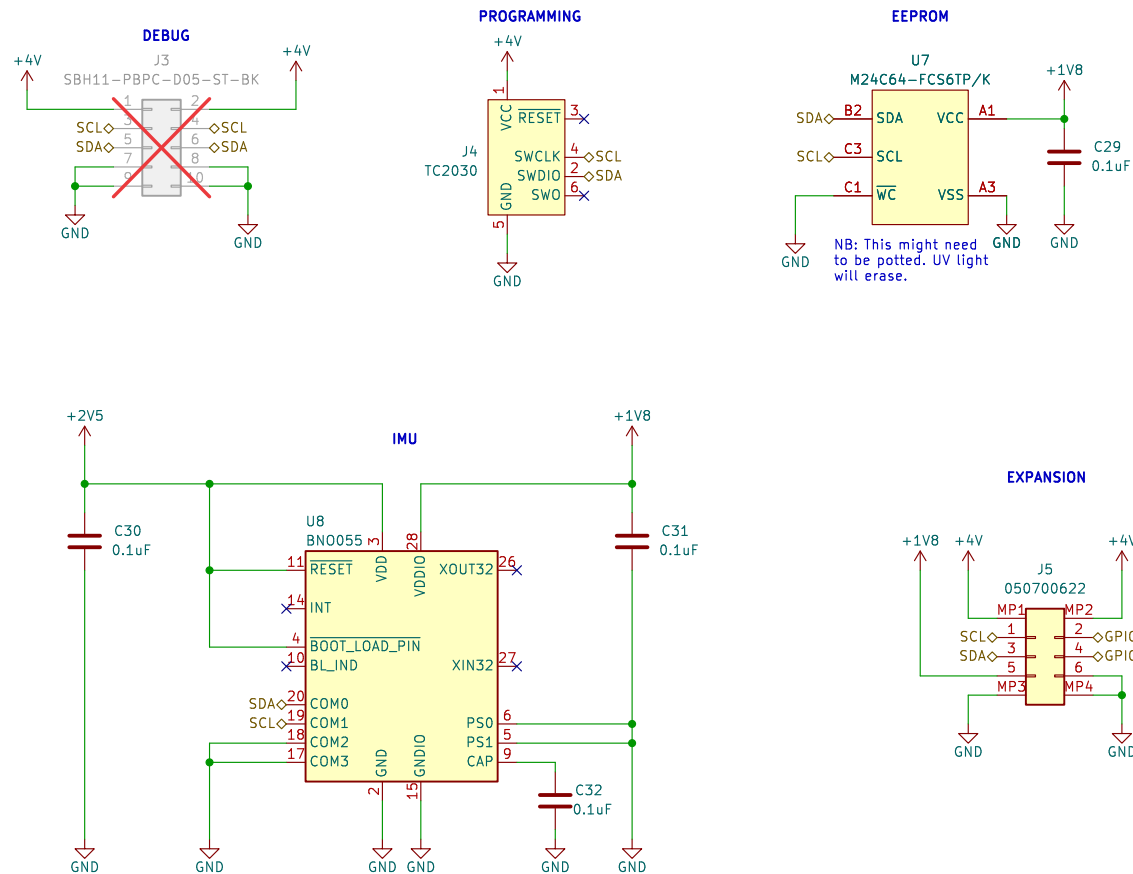 DEBUG
J3
SBH11-PBPC-D05-ST-BK
+4V
+4V
1 2
3 4
SCL SCL
5 6
SDA SDA
7 8
9 10
GND
GND
PROGRAMMING
+4V
1
VCC
RESET 3
J4
TC2030
SWCLK 4 SCL
SWDIO 2 SDA
SWO 6
GND
5
GND
EEPROM
U7
M24C64-FCS6TP/K
+1V8
SDA B2 SDA VCC A1
SCL C3 SCL
C1 WC VSS A3
C29
0.1uF
GND
GND
GND
NB: This might need
to be potted. UV light
will erase.
IMU
+2V5
+1V8
C30
0.1uF
C31
0.1uF
U8
BNO055
3
VDD
28
VDDIO
11 RESET
14 INT
4 BOOT_LOAD_PIN
10 BL_IND
20 COM0 SDA
19 COM1 SCL
18 COM2
17 COM3
XOUT32 26
XIN32 27
PS0 6
PS1 5
CAP 9
GND
2
GNDIO
15
C32
0.1uF
GND
GND
GND
GND
GND
GND
EXPANSION
+1V8
+4V
+4V
J5
050700622
MP1 MP2
SCL 1 2 GPIO
SDA 3 4 GPIO
5 6
MP3 MP4
GND
GND